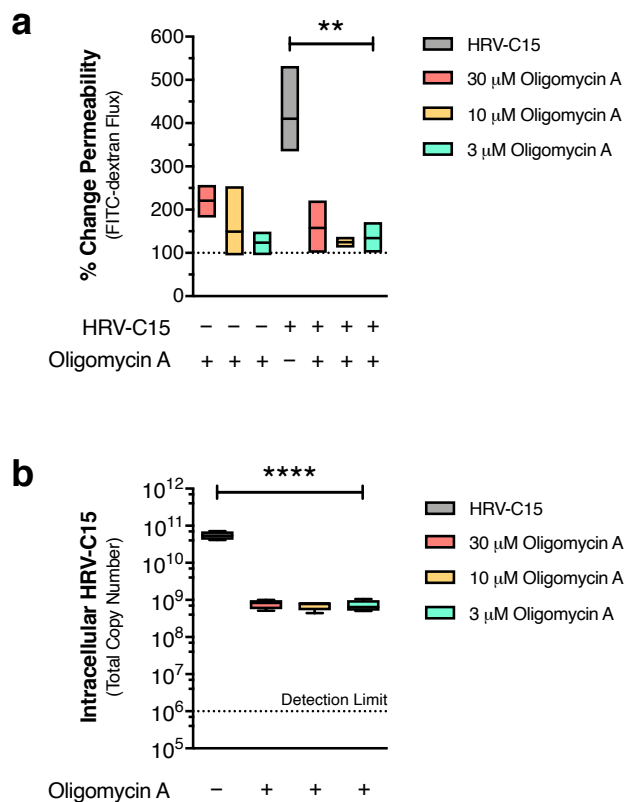 a
% Change Permeability
(FITC-dextran Flux)
600
500
400
300
200
100
0
**
HRV-C15
30 μM Oligomycin A
10 μM Oligomycin A
3 μM Oligomycin A
HRV-C15 − − − + + + +
Oligomycin A + + + − + + +
b
Intracellular HRV-C15
(Total Copy Number)
10¹²
10¹¹
10¹⁰
10⁹
10⁸
10⁷
10⁶
10⁵
****
Detection Limit
HRV-C15
30 μM Oligomycin A
10 μM Oligomycin A
3 μM Oligomycin A
Oligomycin A − + + +